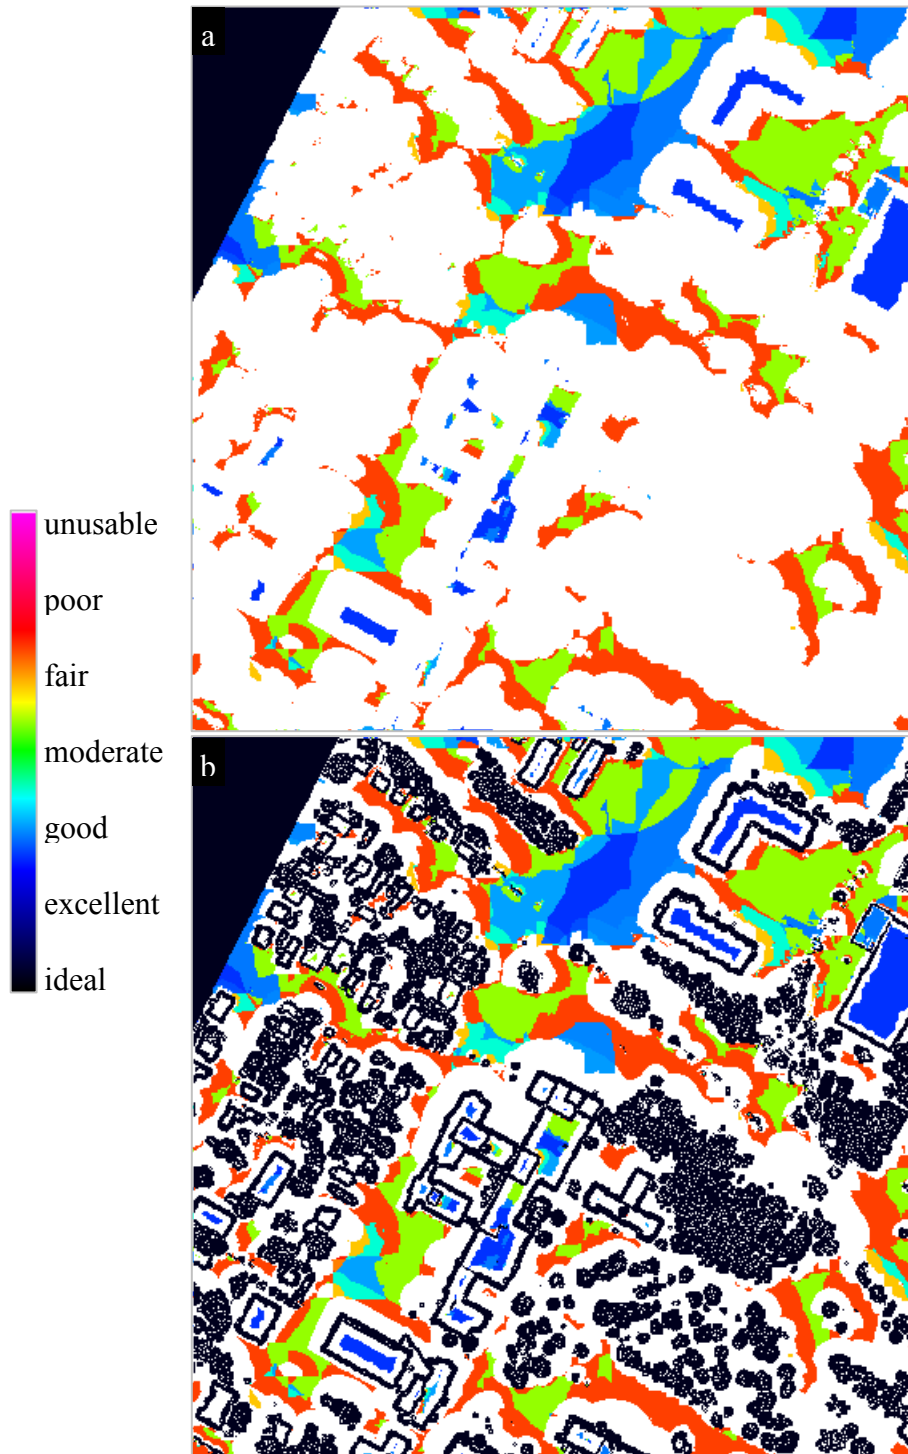 a
unusable
poor
fair
moderate
good
excellent
ideal
b